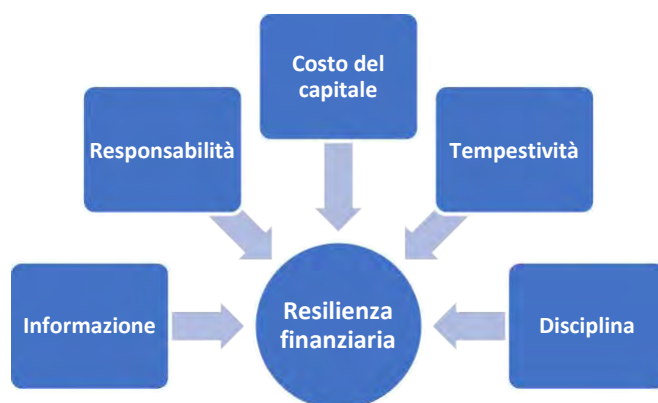 Costo del
capitale
Responsabilità
Tempestività
Informazione
Resilienza
finanziaria
Disciplina